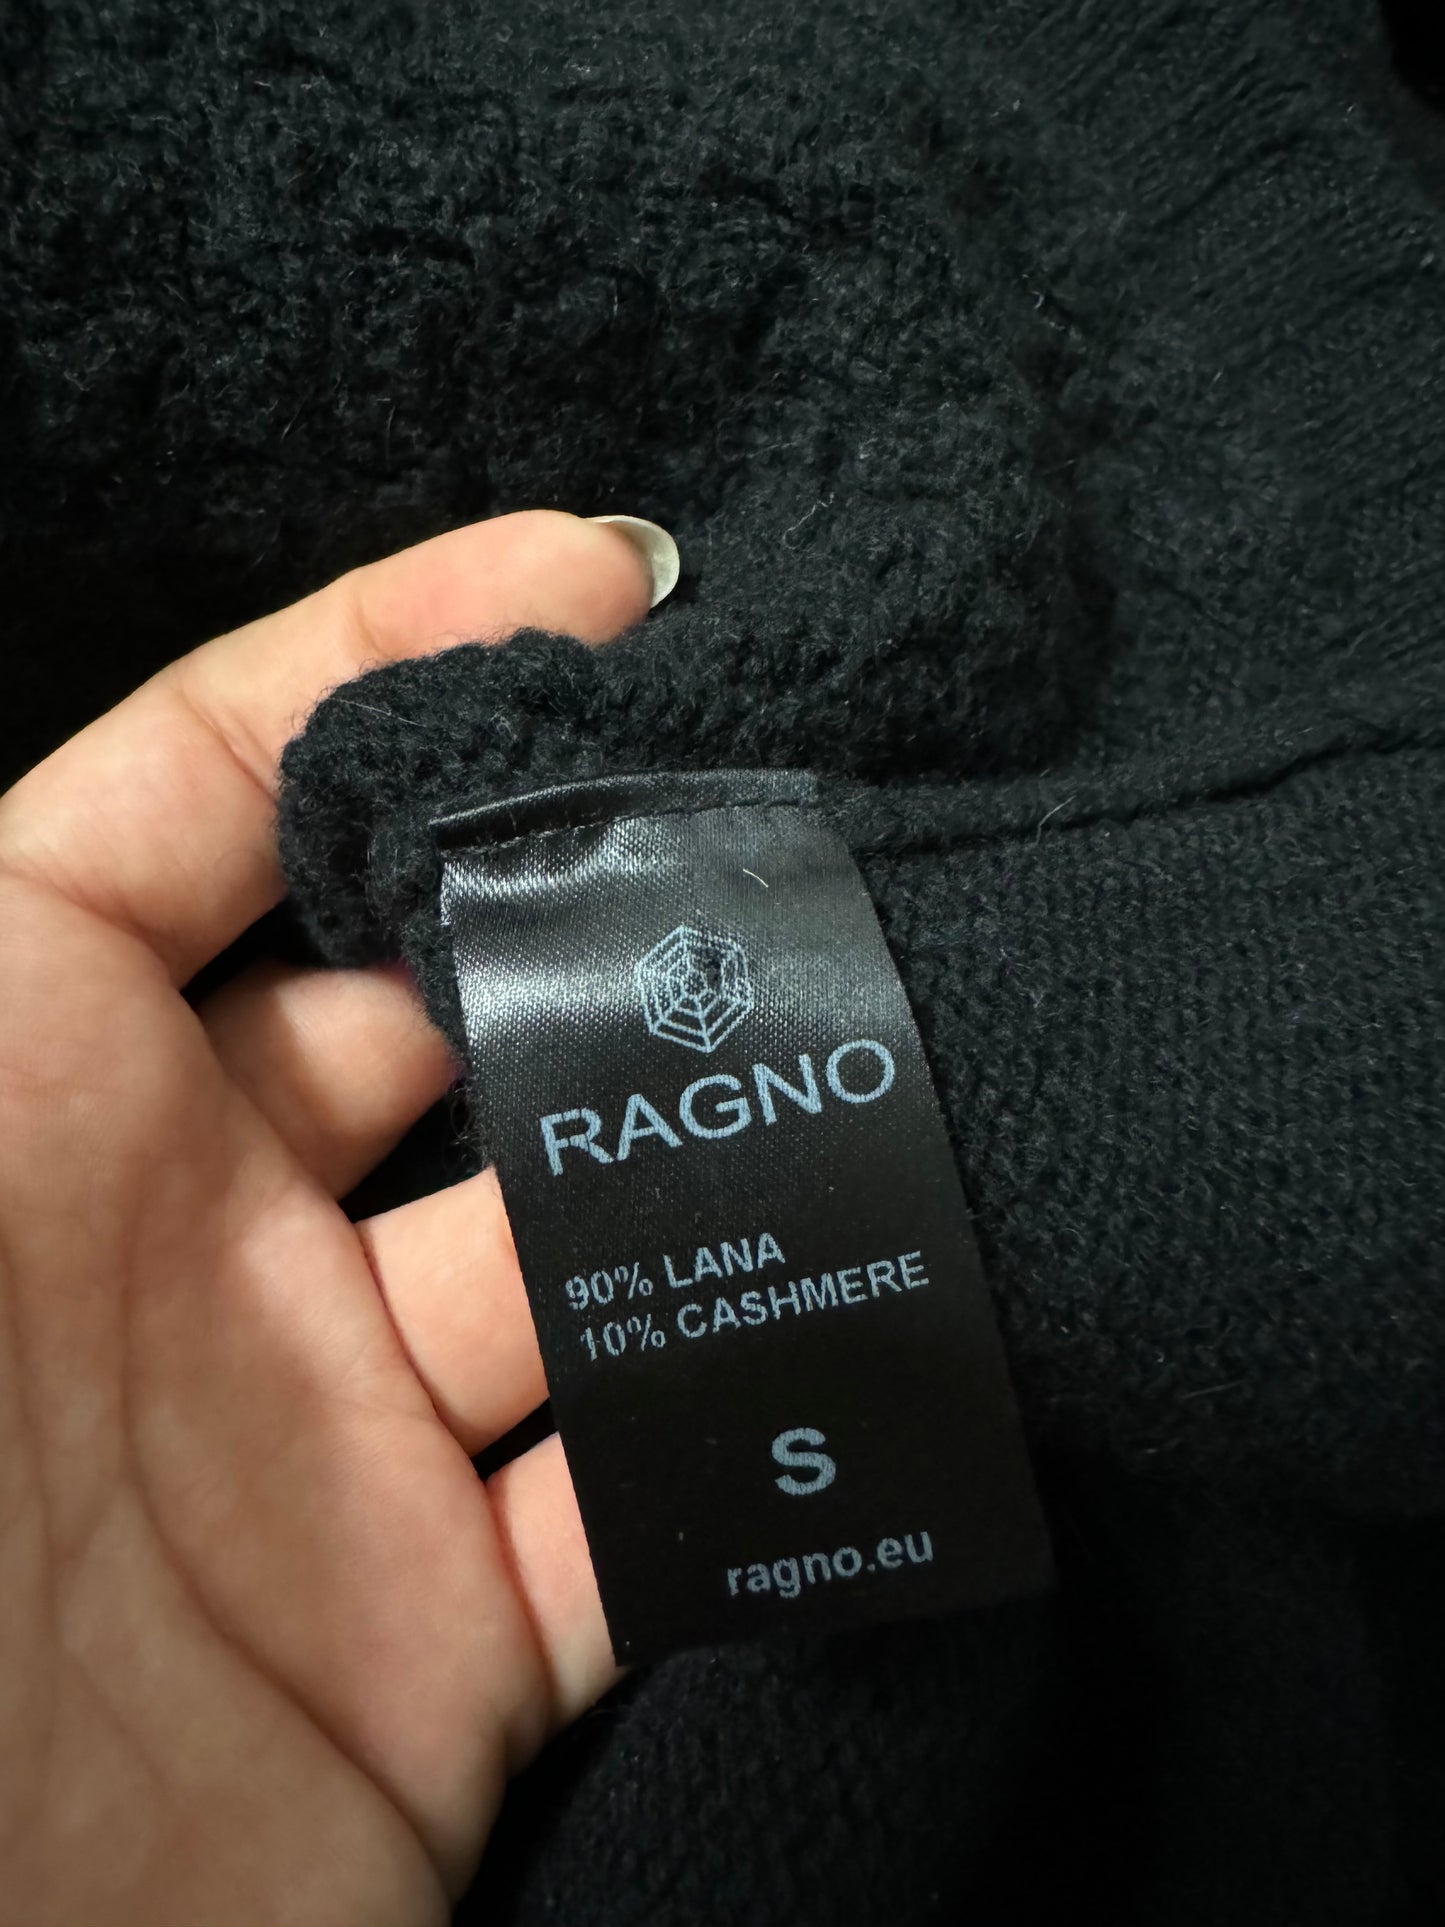 RAGNO
90% LANA
10% CASHMERE
S
ragno.eu